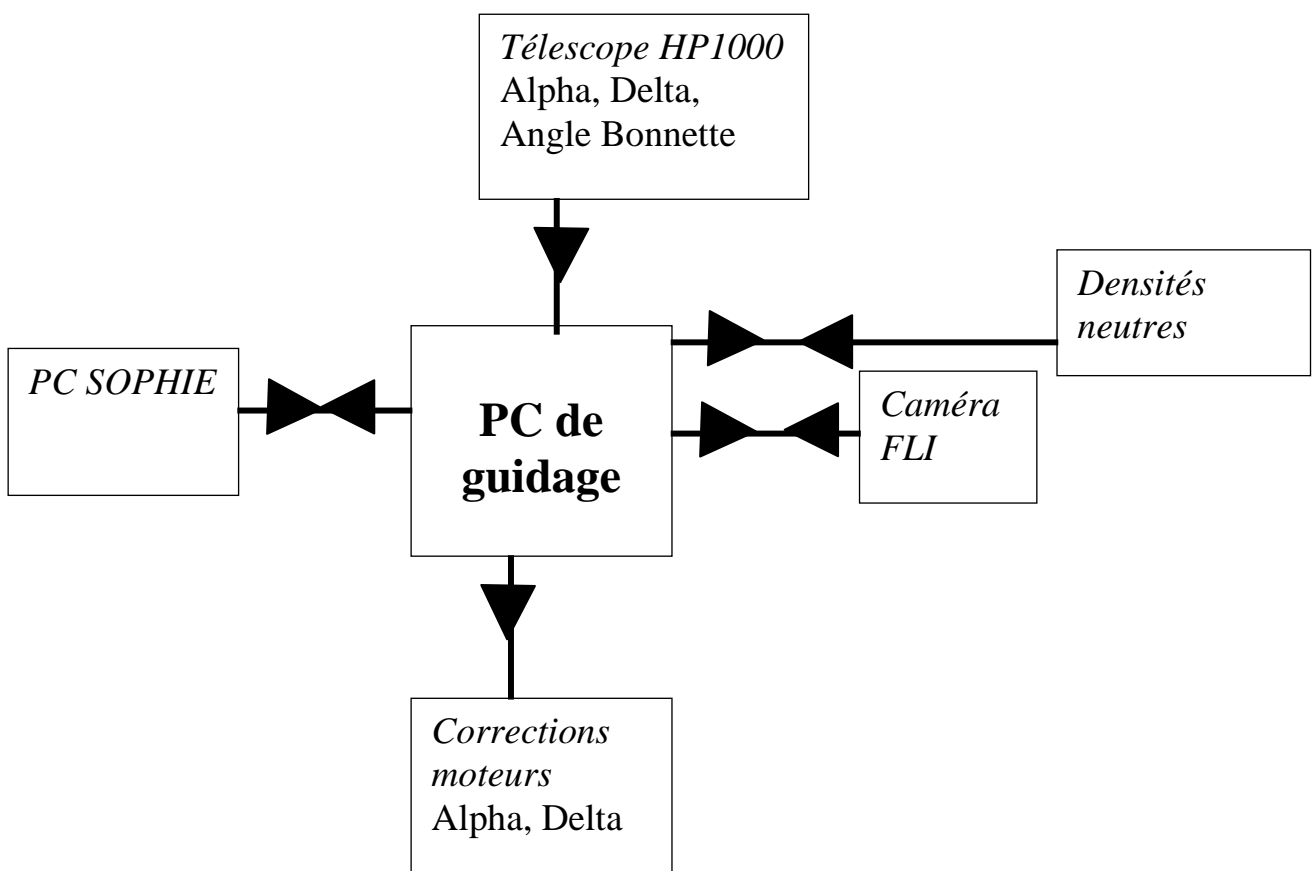 Télescope HP1000
Alpha, Delta,
Angle Bonnette
Densités
neutres
PC SOPHIE
PC de
guidage
Caméra
FLI
Corrections
moteurs
Alpha, Delta